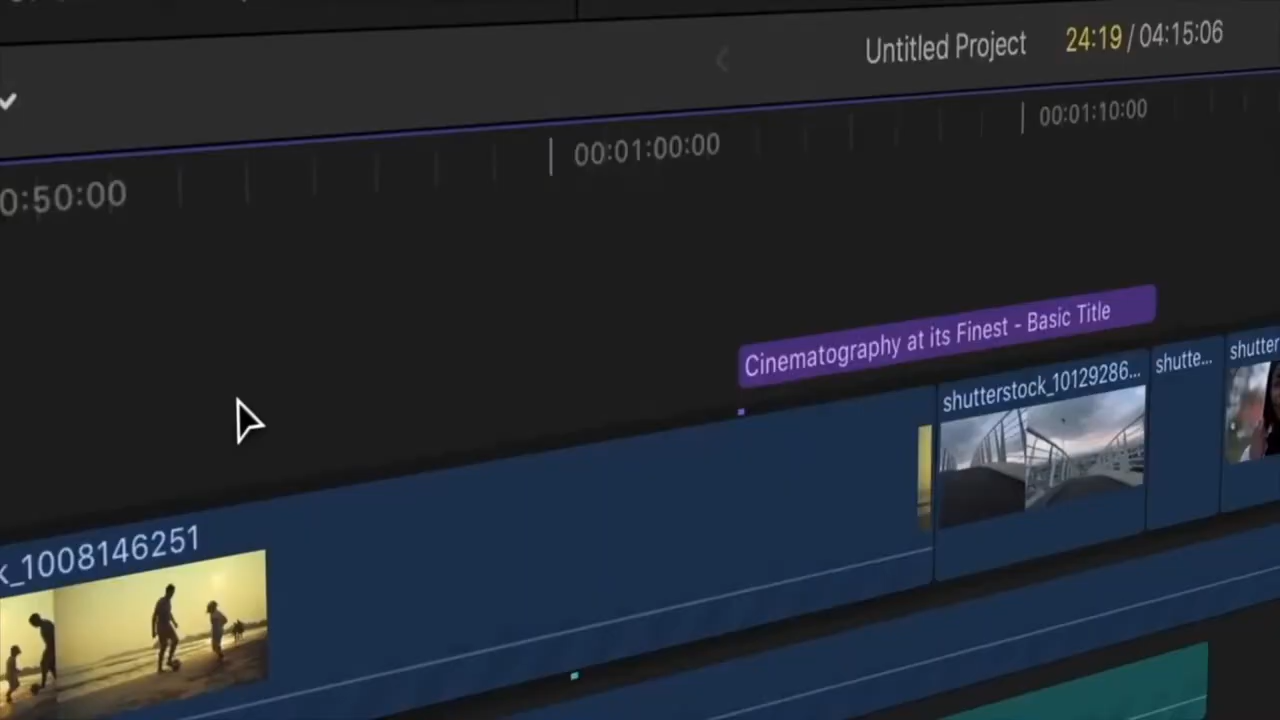 Untitled Project 24:19 / 04:15:06
0:50:00 00:01:00:00 00:01:10:00
Cinematography at its Finest - Basic Title
k_1008146251 shutterstock_10129286... shutte... shutter